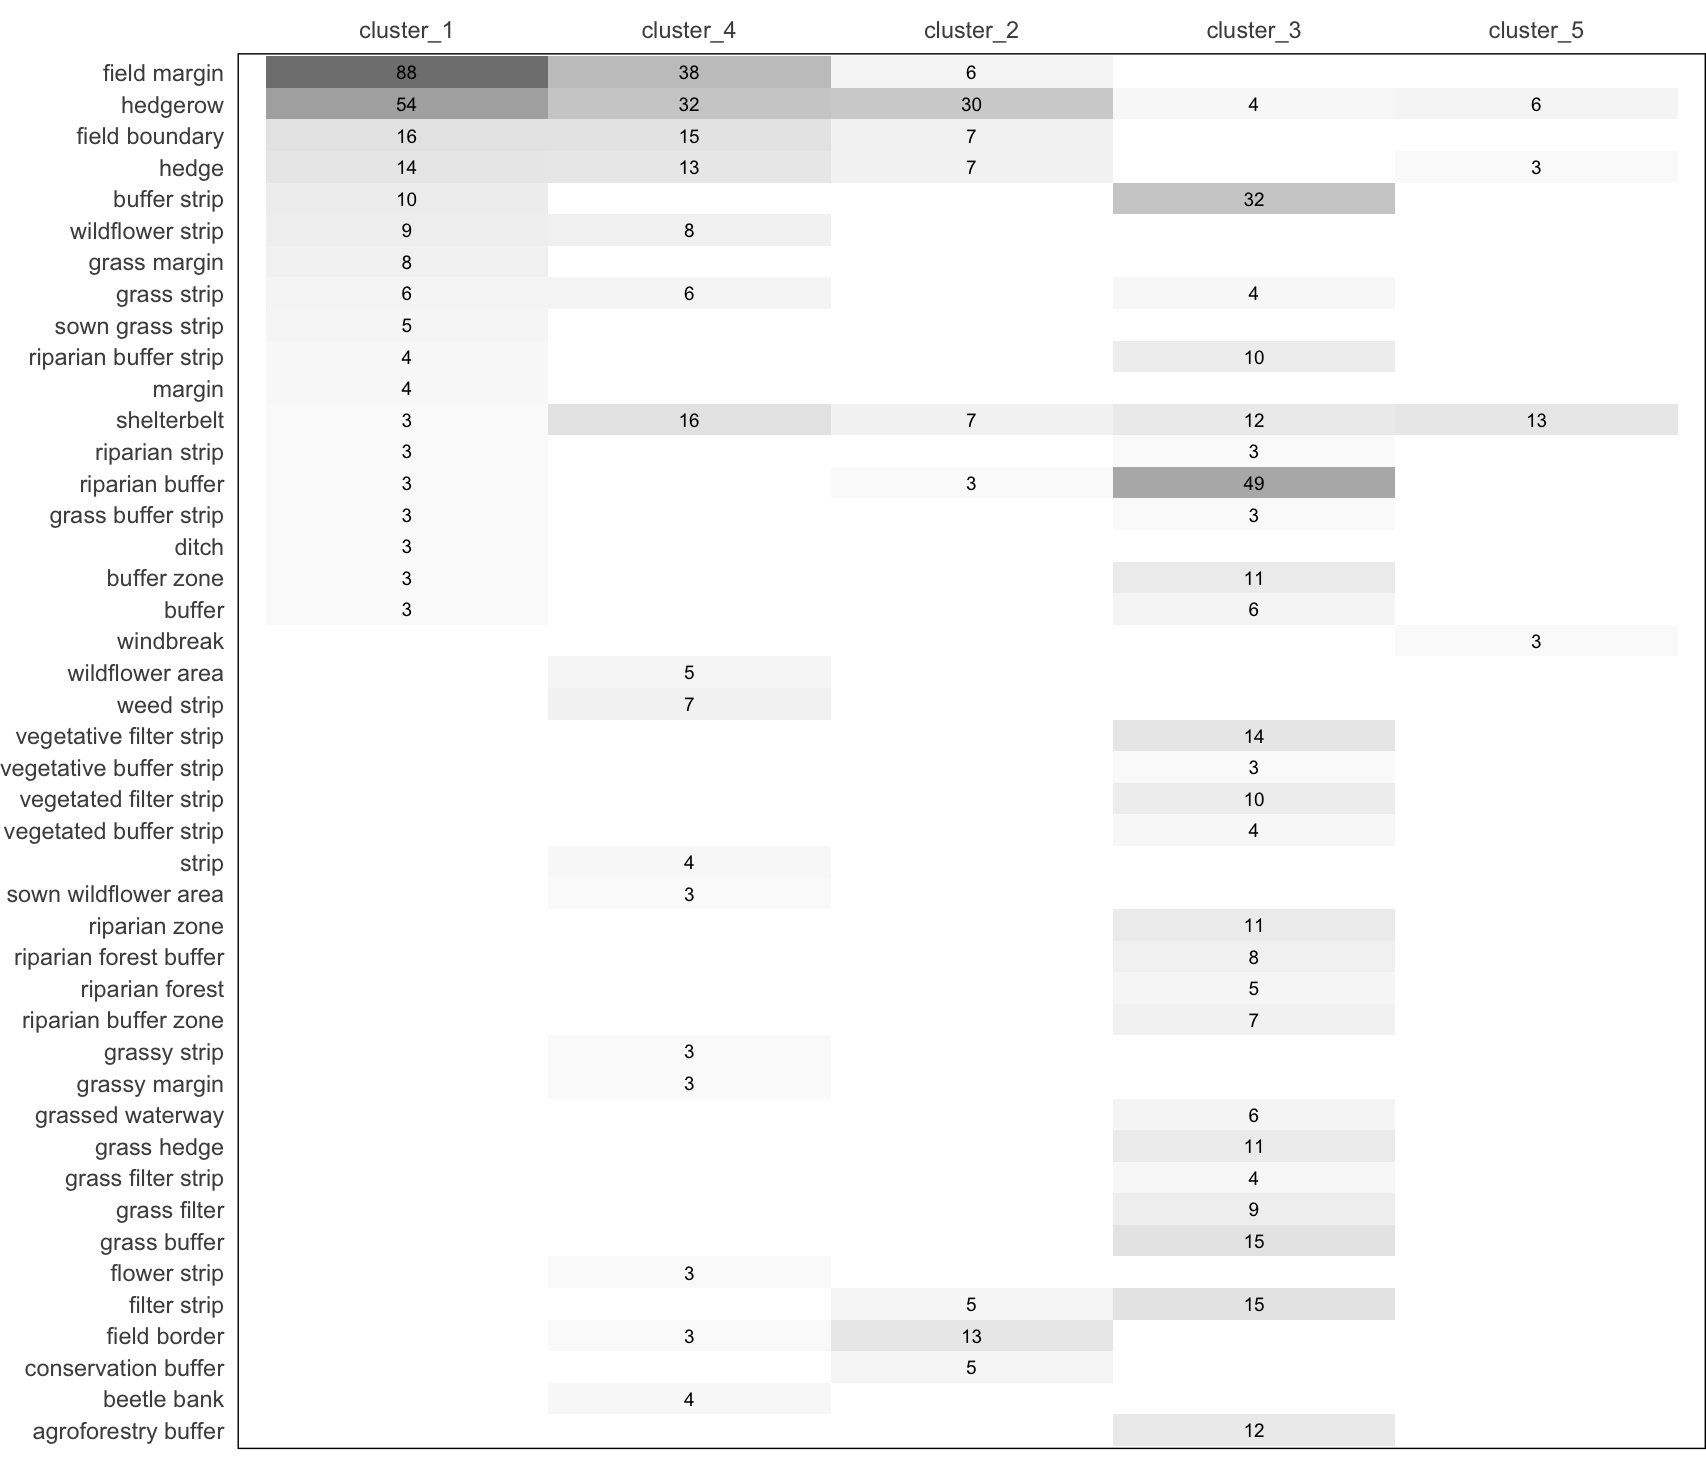 cluster_1 cluster_4 cluster_2 cluster_3 cluster_5
field margin 88 38 6
hedgerow 54 32 30 4 6
field boundary 16 15 7
hedge 14 13 7 3
buffer strip 10 32
wildflower strip 9 8
grass margin 8
grass strip 6 6 4
sown grass strip 5
riparian buffer strip 4 10
margin 4
shelterbelt 3 16 7 12 13
riparian strip 3 3
riparian buffer 3 3 49
grass buffer strip 3 3
ditch 3
buffer zone 3 11
buffer 3 6
windbreak 3
wildflower area 5
weed strip 7
vegetative filter strip 14
vegetative buffer strip 3
vegetated filter strip 10
vegetated buffer strip 4
strip 4
sown wildflower area 3
riparian zone 11
riparian forest buffer 8
riparian forest 5
riparian buffer zone 7
grassy strip 3
grassy margin 3
grassed waterway 6
grass hedge 11
grass filter strip 4
grass filter 9
grass buffer 15
flower strip 3
filter strip 5 15
field border 3 13
conservation buffer 5
beetle bank 4
agroforestry buffer 12